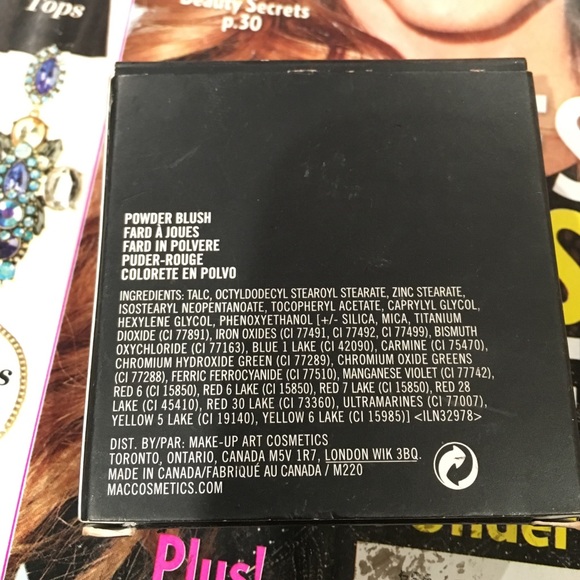 Tops
Beauty Secrets
p.30
POWDER BLUSH
FARD À JOUES
FARD IN POLVERE
PUDER-ROUGE
COLORETE EN POLVO
INGREDIENTS: TALC, OCTYLDODECYL STEAROYL STEARATE, ZINC STEARATE,
ISOSTEARYL NEOPENTANOATE, TOCOPHERYL ACETATE, CAPRYLYL GLYCOL,
HEXYLENE GLYCOL, PHENOXYETHANOL [+/- SILICA, MICA, TITANIUM
DIOXIDE (CI 77891), IRON OXIDES (CI 77491, CI 77492, CI 77499), BISMUTH
OXYCHLORIDE (CI 77163), BLUE 1 LAKE (CI 42090), CARMINE (CI 75470),
CHROMIUM HYDROXIDE GREEN (CI 77289), CHROMIUM OXIDE GREENS
(CI 77288), FERRIC FERROCYANIDE (CI 77510), MANGANESE VIOLET (CI 77742),
RED 6 (CI 15850), RED 6 LAKE (CI 15850), RED 7 LAKE (CI 15850), RED 28
LAKE (CI 45410), RED 30 LAKE (CI 73360), ULTRAMARINES (CI 77007),
YELLOW 5 LAKE (CI 19140), YELLOW 6 LAKE (CI 15985)] <ILN32978>
DIST. BY/PAR: MAKE-UP ART COSMETICS
TORONTO, ONTARIO, CANADA M5V 1R7, LONDON WIK 3BQ.
MADE IN CANADA/FABRIQUÉ AU CANADA / M220
MACCOSMETICS.COM
Under
Plus!